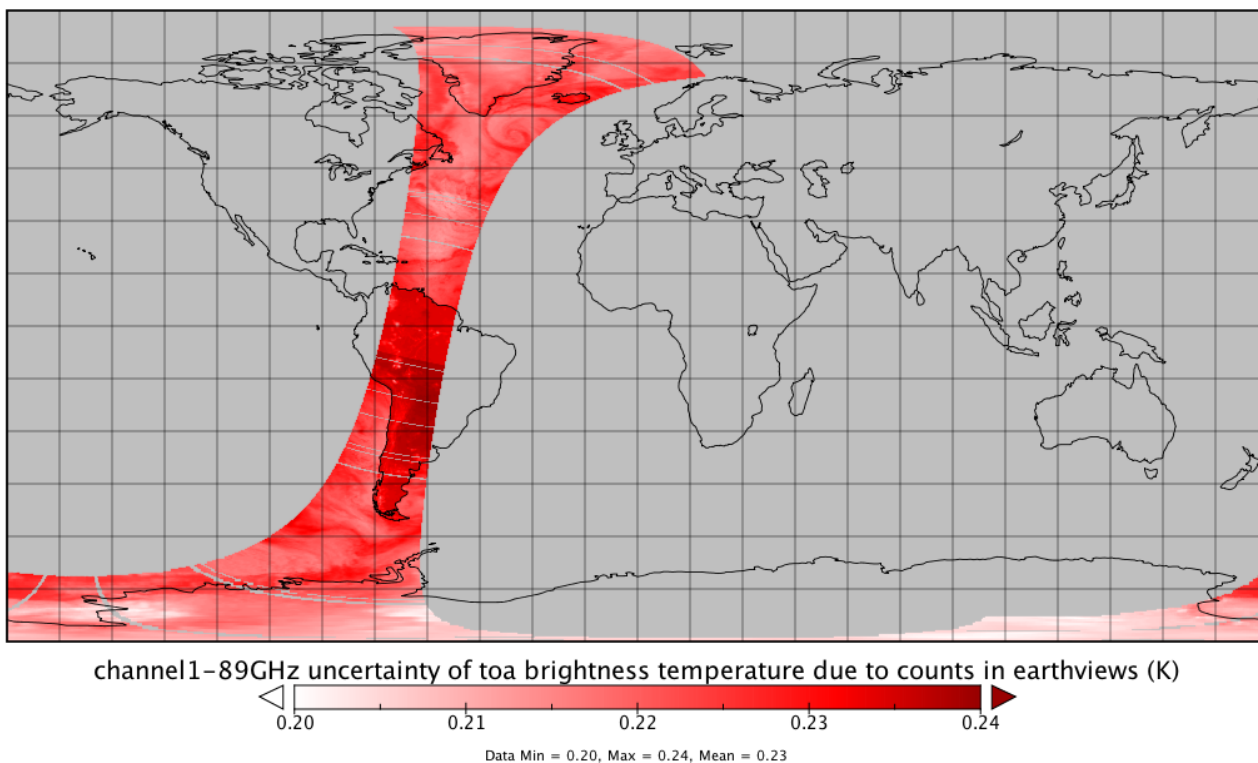 channel1-89GHz uncertainty of toa brightness temperature due to counts in earthviews (K)
0.20 0.21 0.22 0.23 0.24
Data Min = 0.20, Max = 0.24, Mean = 0.23